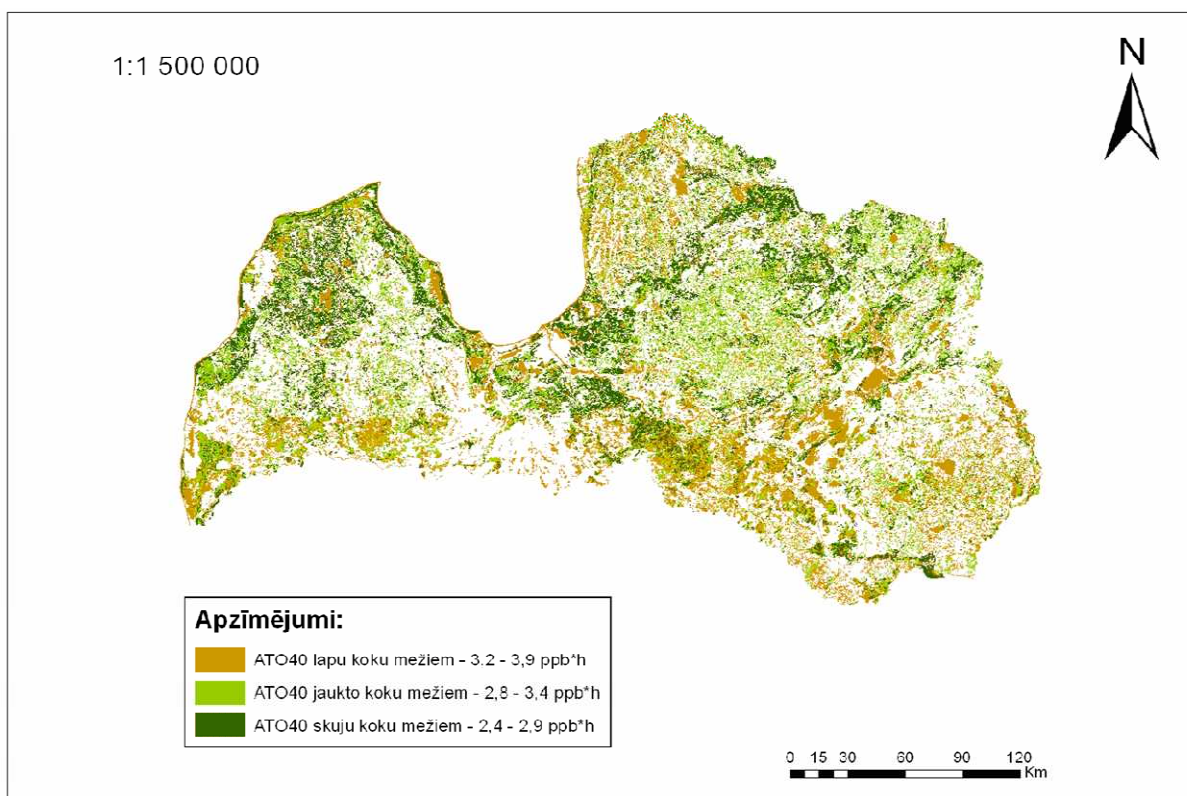 1:1 500 000
N
Apzīmējumi:
ATO40 lapu koku mežiem - 3.2 - 3,9 ppb*h
ATO40 jaukto koku mežiem - 2,8 - 3,4 ppb*h
ATO40 skuju koku mežiem - 2,4 - 2,9 ppb*h
0 15 30 60 90 120
Km